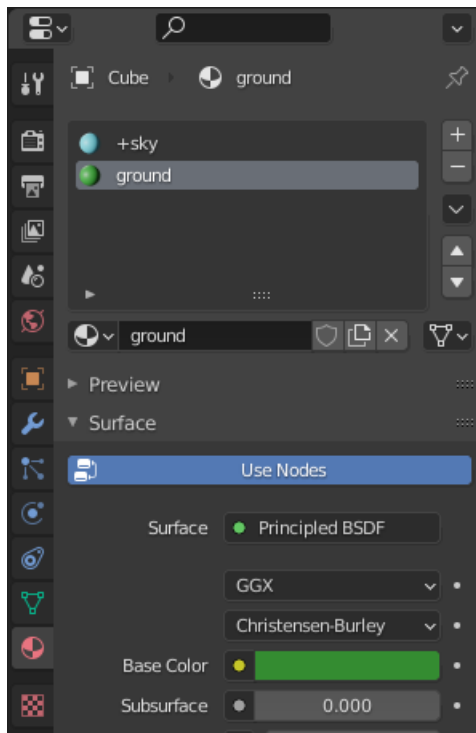 Cube ground
+sky
ground
ground
Preview
Surface
Use Nodes
Surface Principled BSDF
GGX
Christensen-Burley
Base Color
Subsurface 0.000